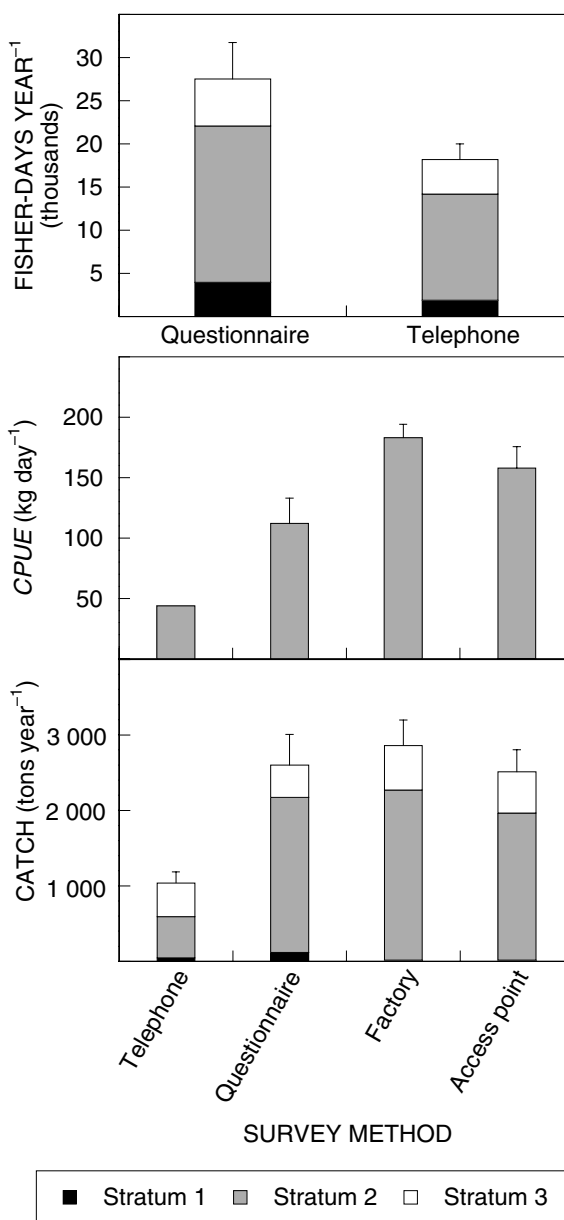 FISHER-DAYS YEAR⁻¹
(thousands)
30
25
20
15
10
5
Questionnaire
Telephone
CPUE (kg day⁻¹)
200
150
100
50
CATCH (tons year⁻¹)
3 000
2 000
1 000
Telephone
Questionnaire
Factory
Access point
SURVEY METHOD
Stratum 1
Stratum 2
Stratum 3